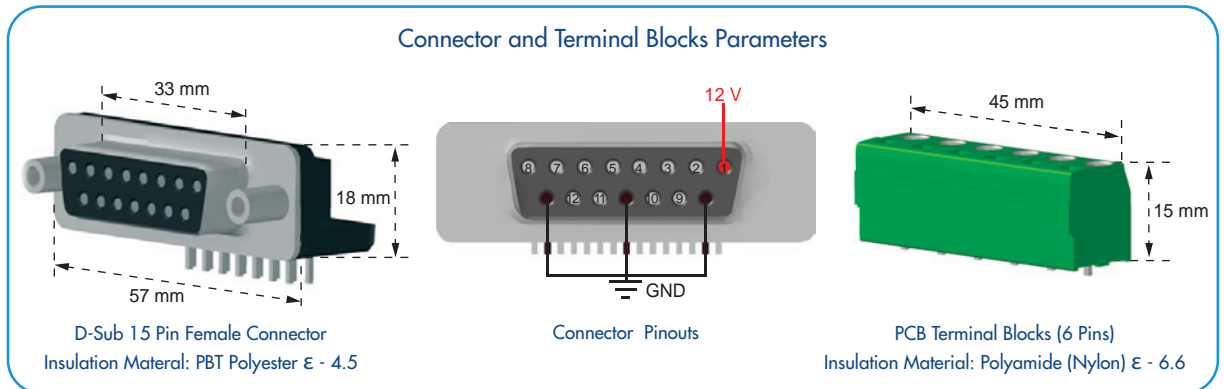 Connector and Terminal Blocks Parameters
33 mm
18 mm
57 mm
D-Sub 15 Pin Female Connector
Insulation Materal: PBT Polyester ε - 4.5
12 V
8 7 6 5 4 3 2 1
12 11 10 9
GND
Connector Pinouts
45 mm
15 mm
PCB Terminal Blocks (6 Pins)
Insulation Material: Polyamide (Nylon) ε - 6.6